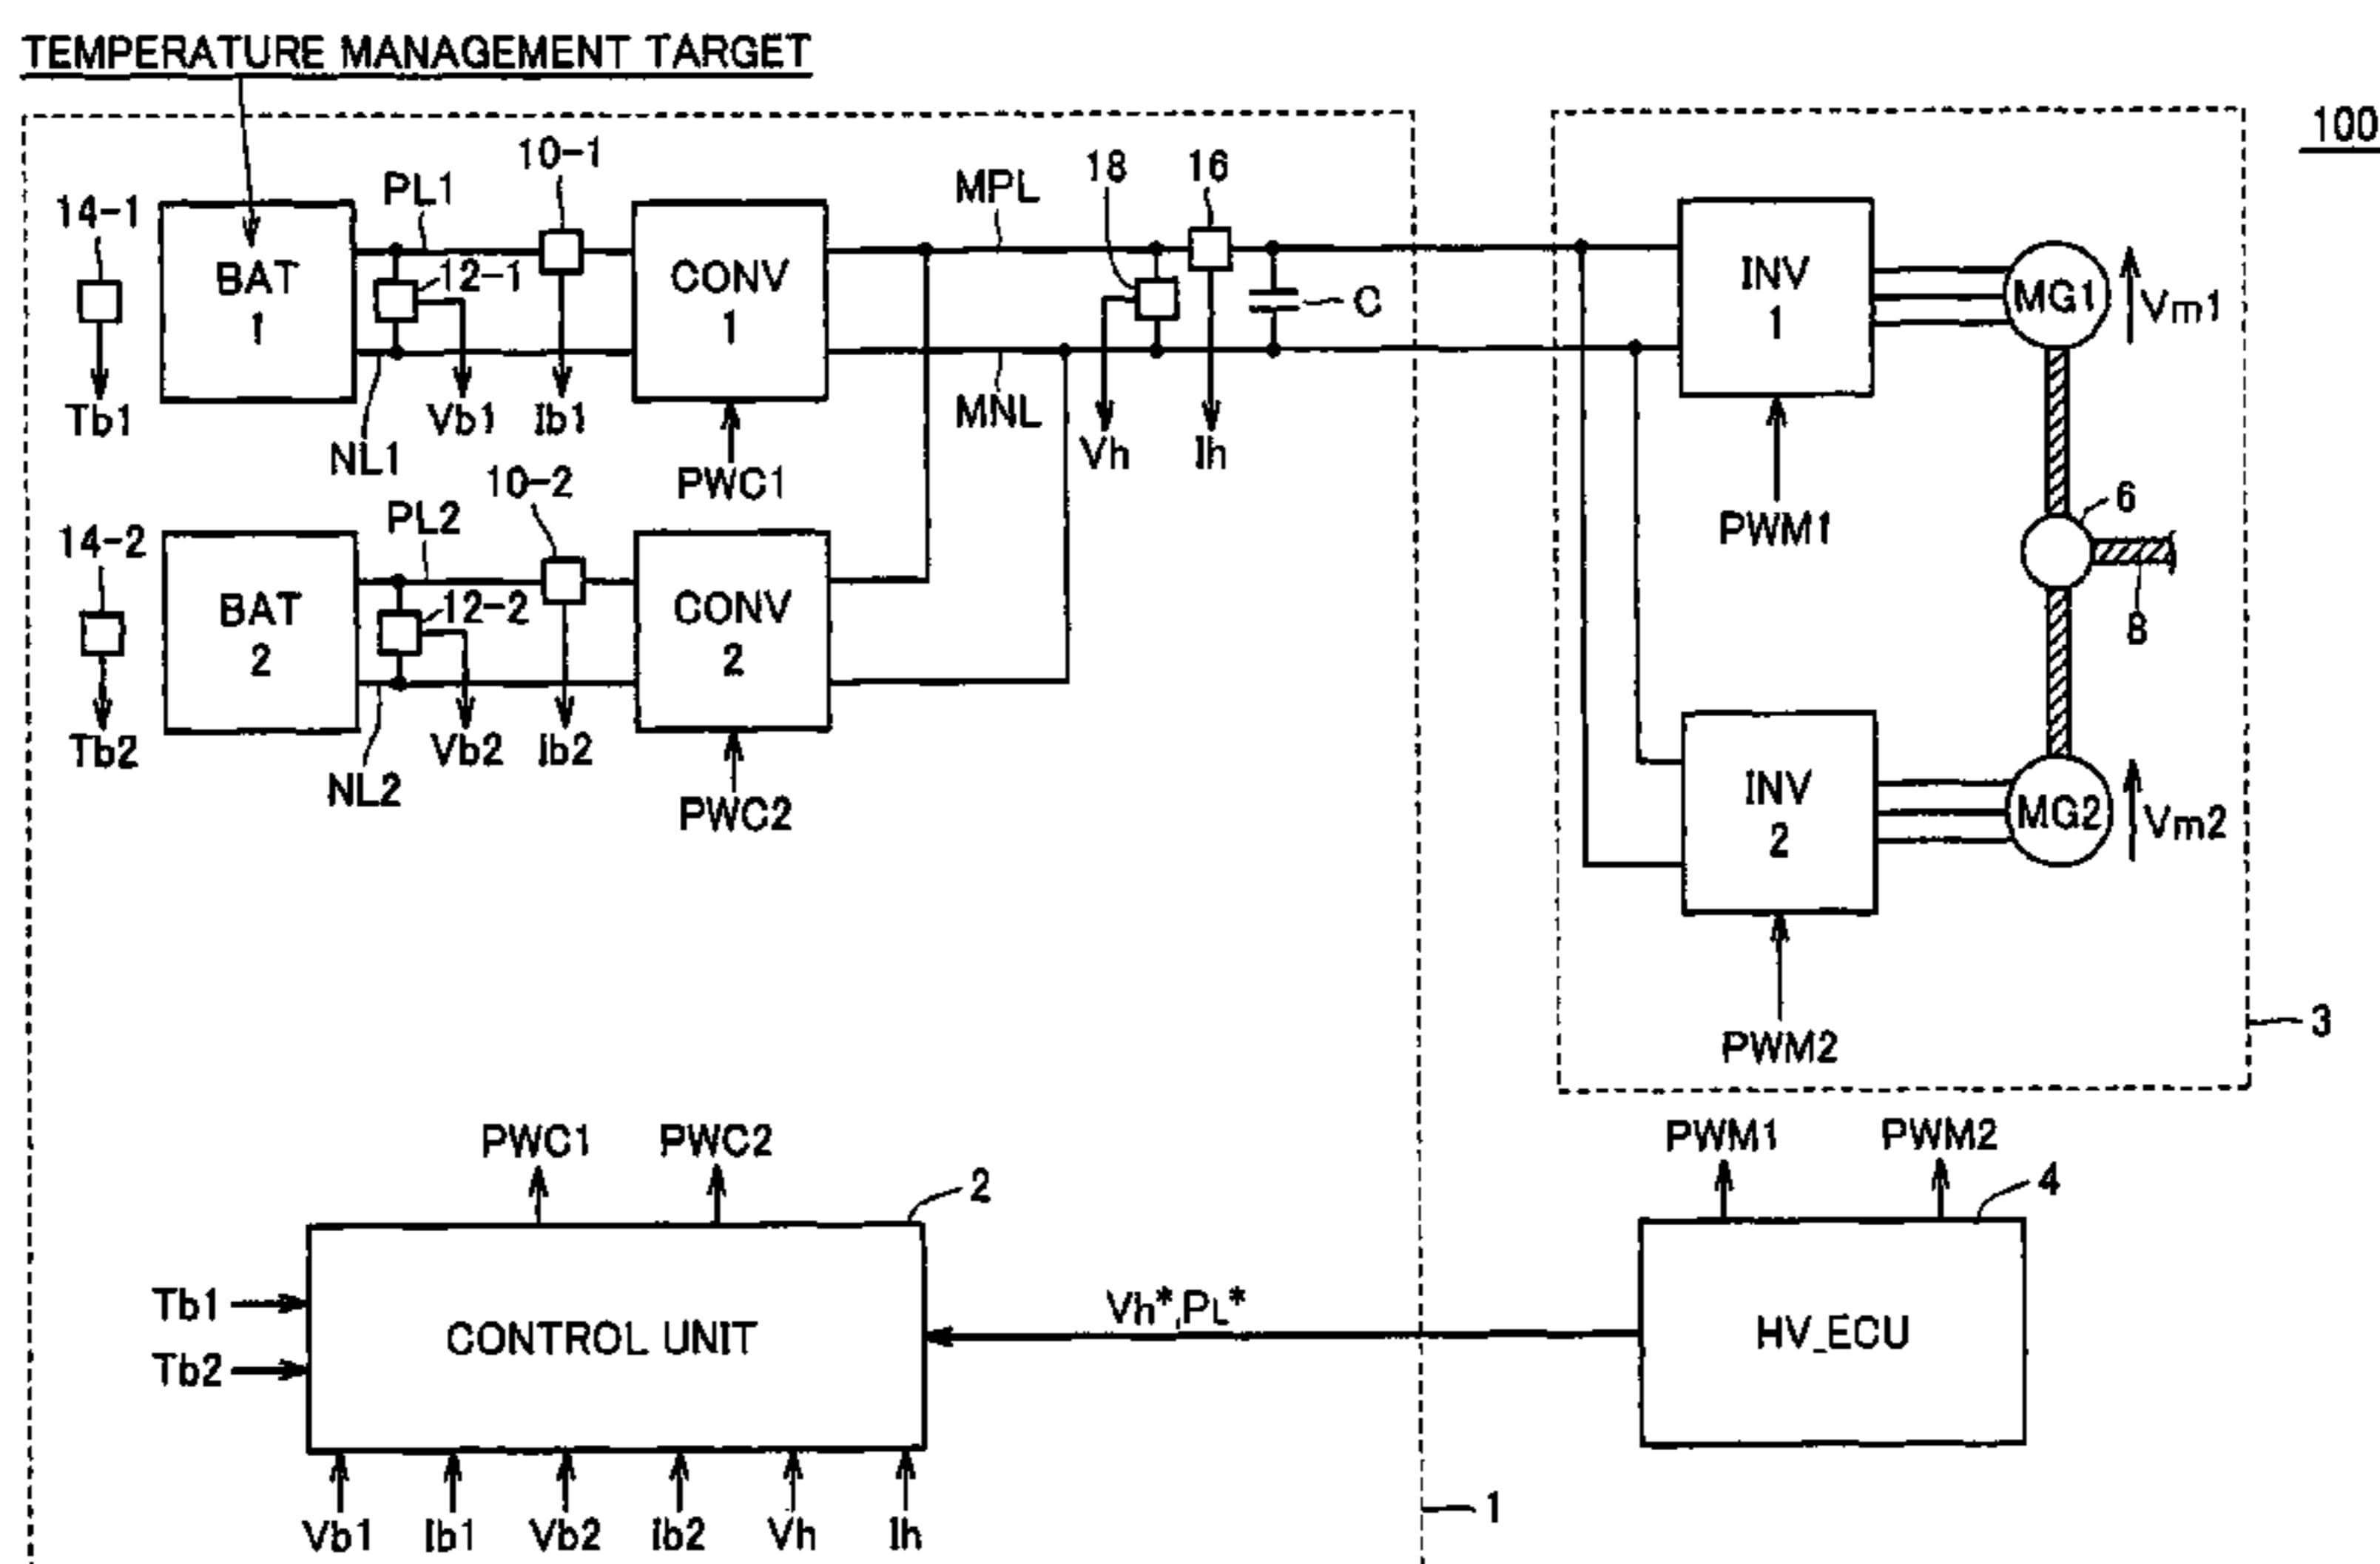 TEMPERATURE MANAGEMENT TARGET
100
10-1
18
16
14-1
PL1
MPL
BAT
1
12-1
CONV
1
C
INV
1
MG1
Vm1
Tb1
NL1
Vb1
Ib1
MNL
Vh
Ih
PWC1
PWM1
6
8
10-2
PL2
14-2
BAT
2
12-2
CONV
2
Tb2
NL2
Vb2
Ib2
PWC2
INV
2
MG2
Vm2
PWM2
3
PWC1
PWC2
2
PWM1
PWM2
4
Tb1
Tb2
CONTROL UNIT
Vh*,PL*
HV_ECU
Vb1
Ib1
Vb2
Ib2
Vh
Ih
1